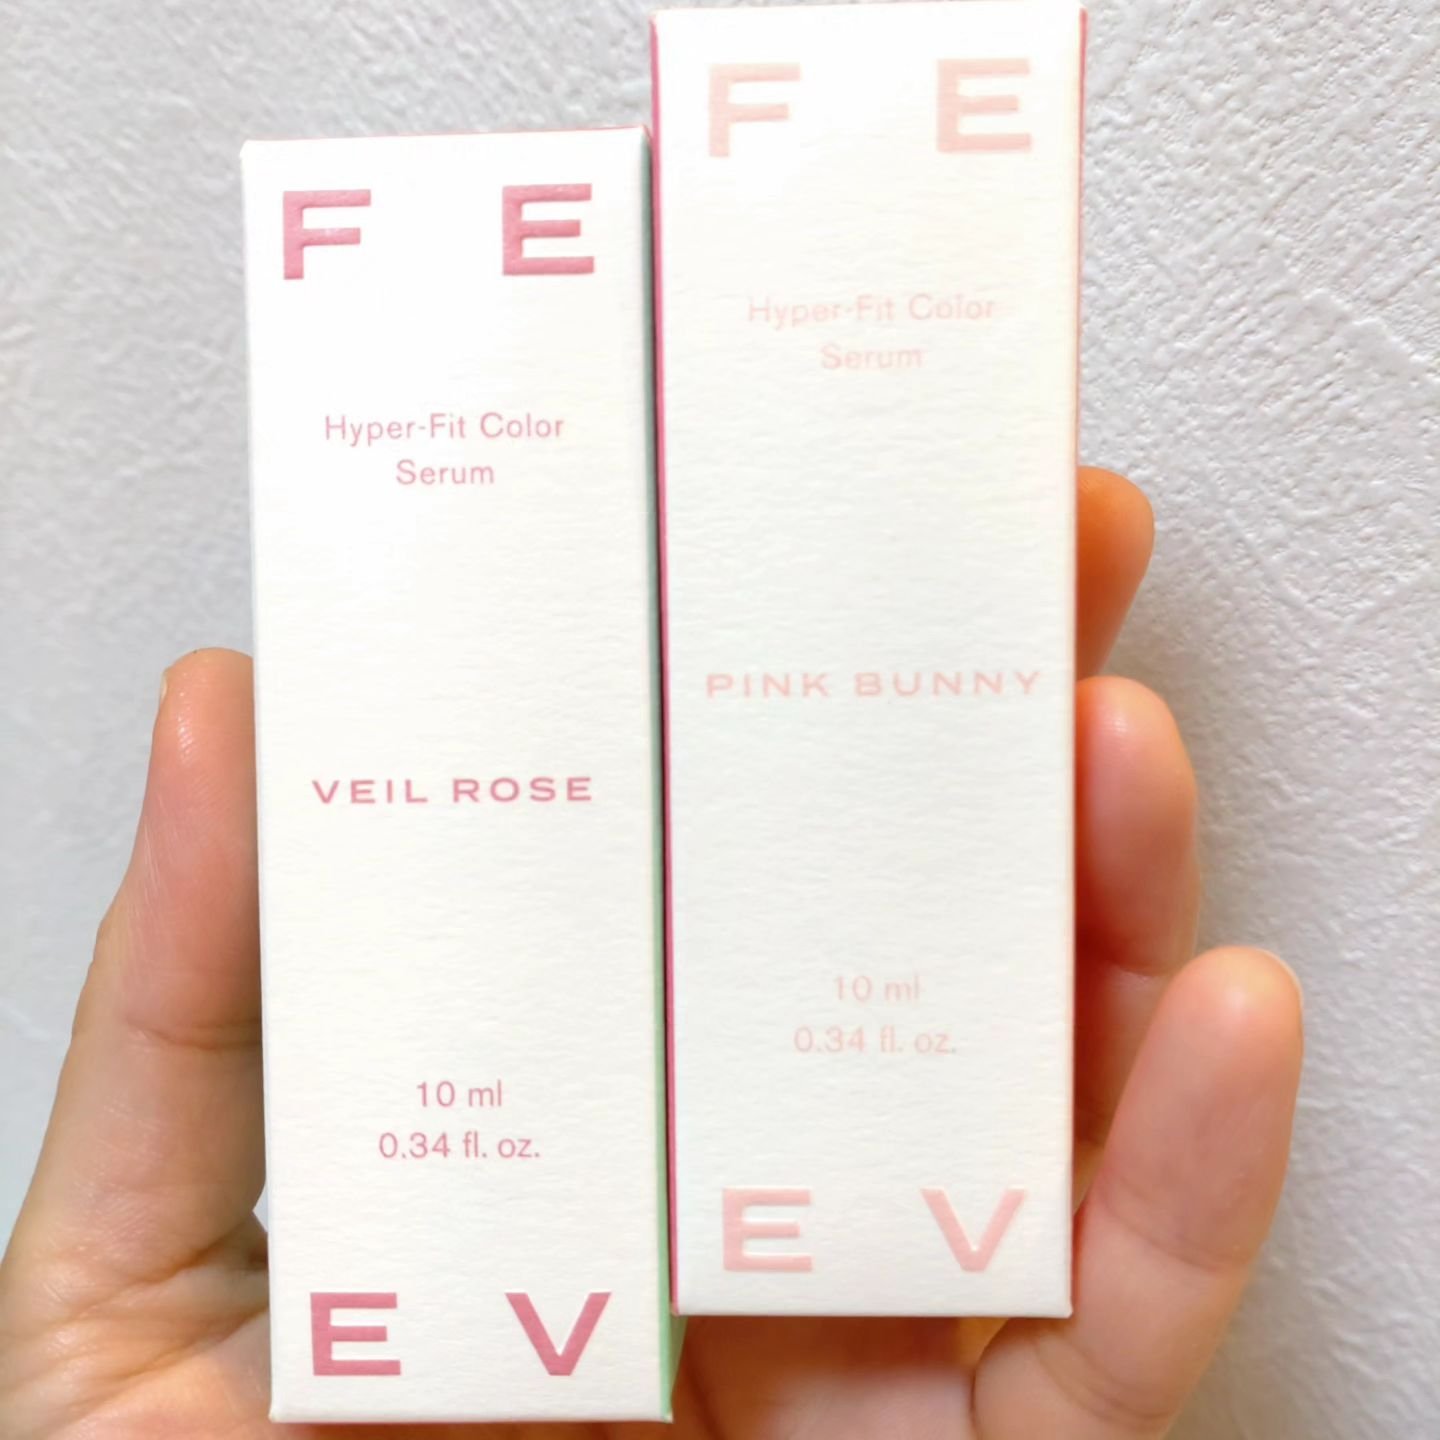 F E
Hyper-Fit Color
Serum
VEIL ROSE
10 ml
0.34 fl. oz.
E V
F E
Hyper-Fit Color
Serum
PINK BUNNY
10 ml
0.34 fl. oz.
E V